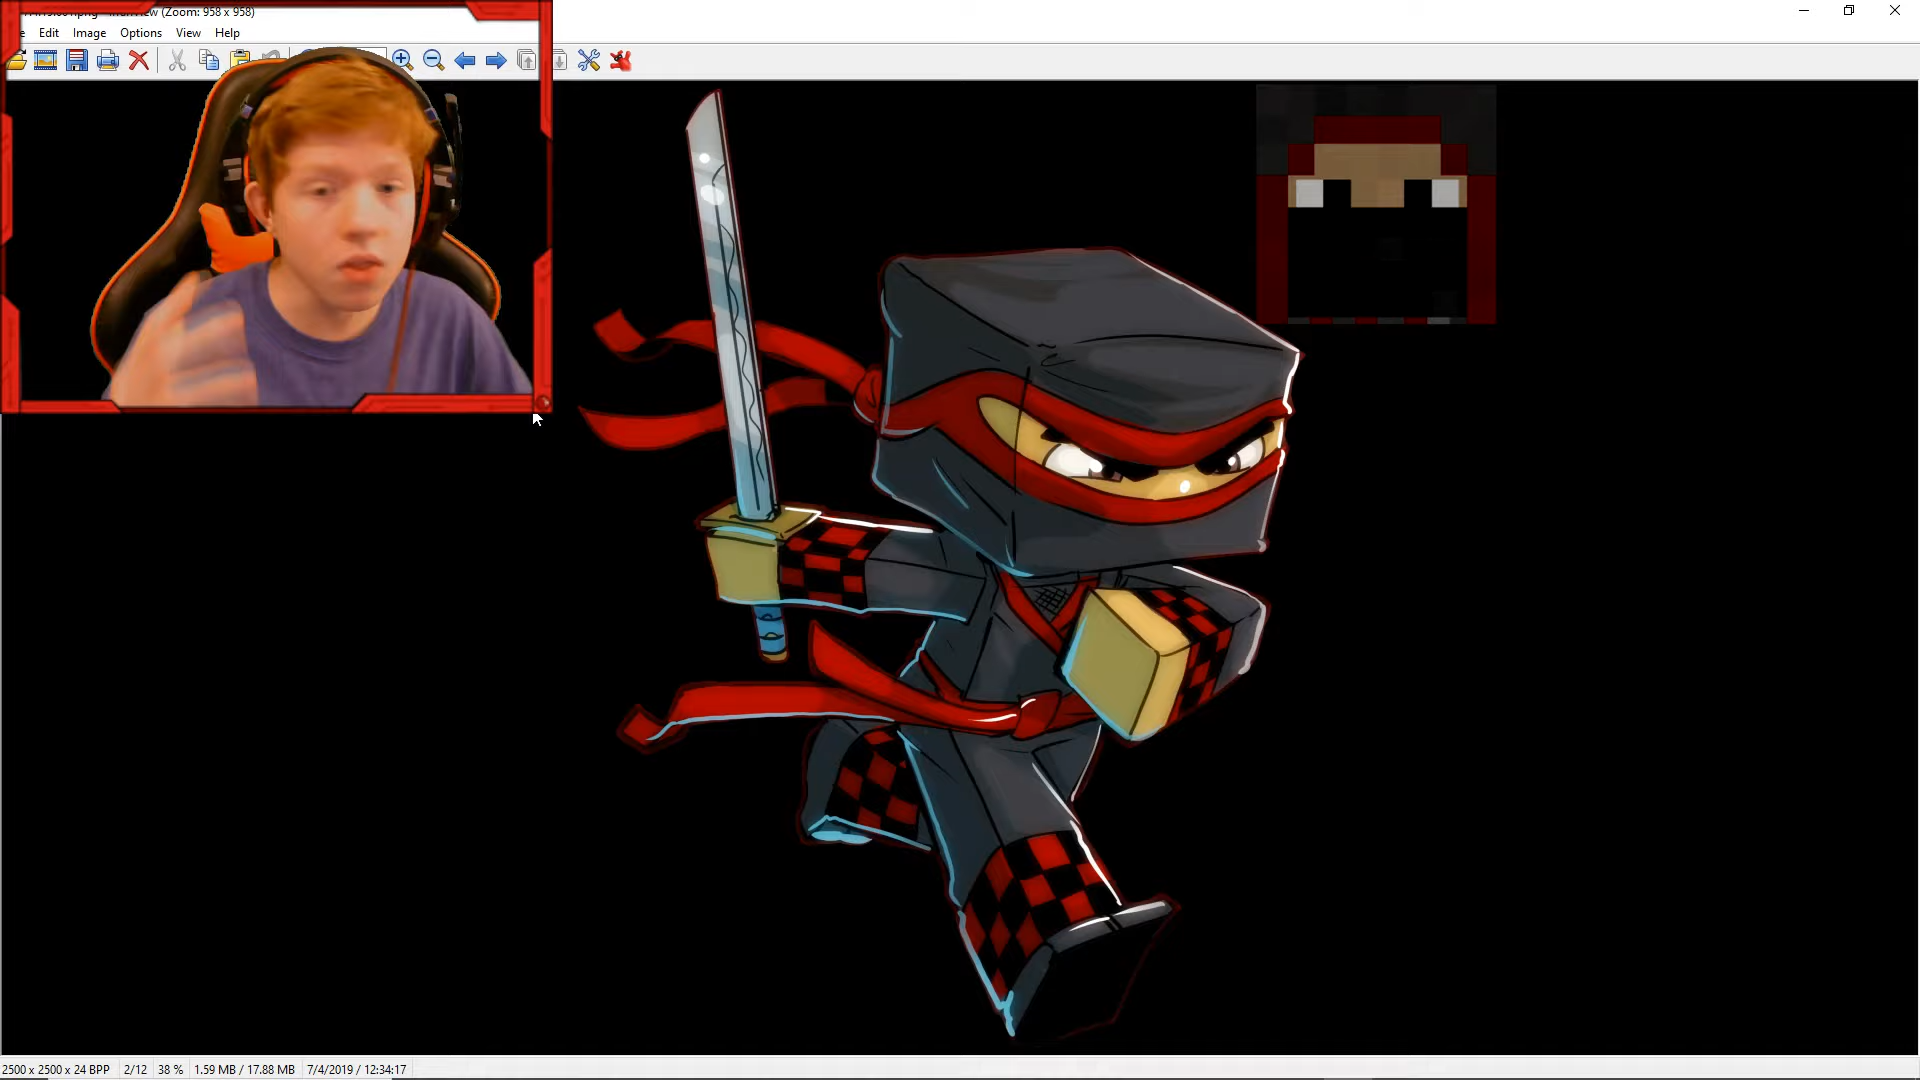 (Zoom: 958 x 958)
Edit Image Options View Help
2500 x 2500 x 24 BPP 2/12 38 % 1.59 MB / 17.88 MB 7/4/2019 / 12:34:17